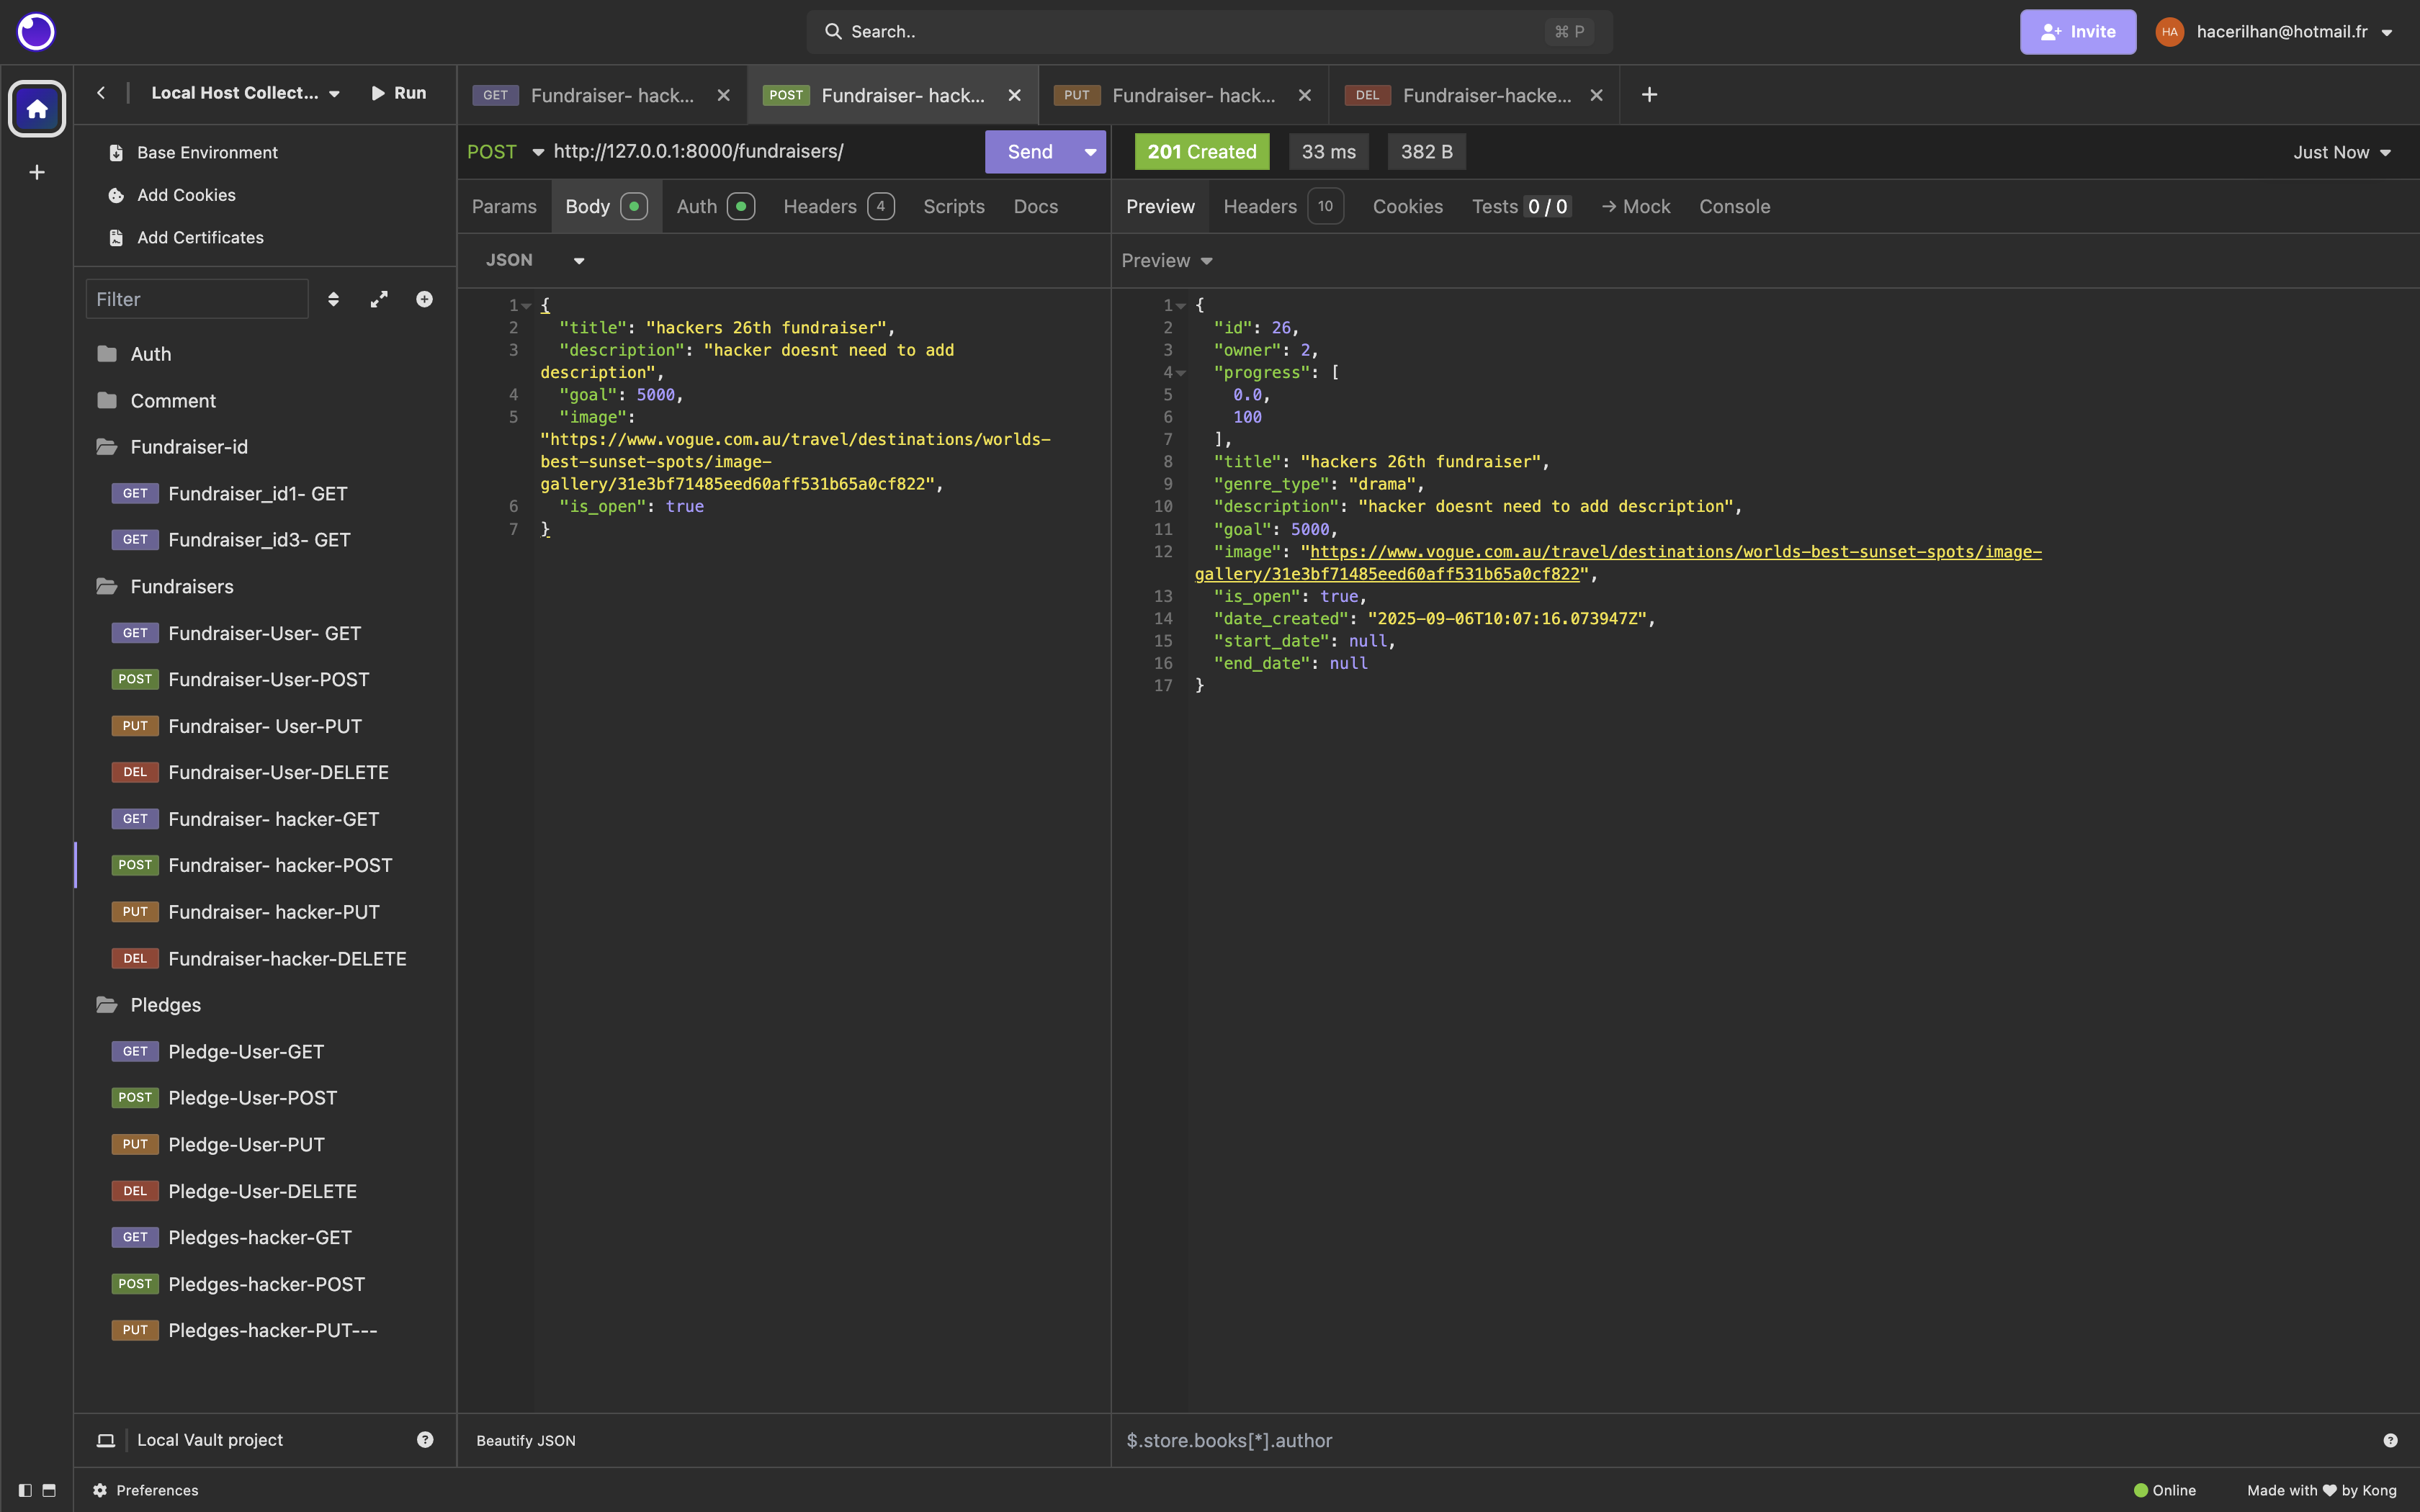 Search..
⌘ P
Invite
HA
hacerilhan@hotmail.fr
Local Host Collect...
Run
Base Environment
Add Cookies
Add Certificates
Filter
Auth
Comment
Fundraiser-id
GET Fundraiser_id1- GET
GET Fundraiser_id3- GET
Fundraisers
GET Fundraiser-User- GET
POST Fundraiser-User-POST
PUT Fundraiser- User-PUT
DEL Fundraiser-User-DELETE
GET Fundraiser- hacker-GET
POST Fundraiser- hacker-POST
PUT Fundraiser- hacker-PUT
DEL Fundraiser-hacker-DELETE
Pledges
GET Pledge-User-GET
POST Pledge-User-POST
PUT Pledge-User-PUT
DEL Pledge-User-DELETE
GET Pledges-hacker-GET
POST Pledges-hacker-POST
PUT Pledges-hacker-PUT---
Local Vault project
GET Fundraiser- hack...
POST Fundraiser- hack...
PUT Fundraiser- hack...
DEL Fundraiser-hacke...
POST http://127.0.0.1:8000/fundraisers/ Send
Params Body Auth Headers 4 Scripts Docs
JSON
1 {
2 "title": "hackers 26th fundraiser",
3 "description": "hacker doesnt need to add
description",
4 "goal": 5000,
5 "image":
"https://www.vogue.com.au/travel/destinations/worlds-
best-sunset-spots/image-
gallery/31e3bf71485eed60aff531b65a0cf822",
6 "is_open": true
7 }
Beautify JSON
201 Created 33 ms 382 B Just Now
Preview Headers 10 Cookies Tests 0 / 0 → Mock Console
Preview
1 {
2 "id": 26,
3 "owner": 2,
4 "progress": [
5 0.0,
6 100
7 ],
8 "title": "hackers 26th fundraiser",
9 "genre_type": "drama",
10 "description": "hacker doesnt need to add description",
11 "goal": 5000,
12 "image": "https://www.vogue.com.au/travel/destinations/worlds-best-sunset-spots/image-
gallery/31e3bf71485eed60aff531b65a0cf822",
13 "is_open": true,
14 "date_created": "2025-09-06T10:07:16.073947Z",
15 "start_date": null,
16 "end_date": null
17 }
$.store.books[*].author
Preferences
Online
Made with ♥ by Kong